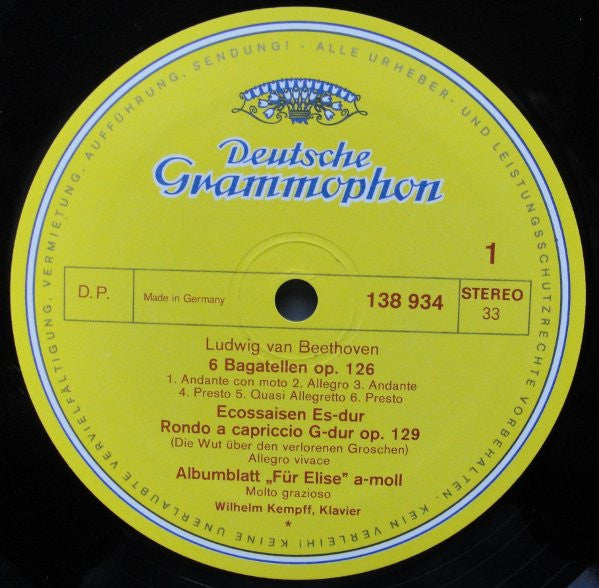 Deutsche
Grammophon
1
D.P.
Made in Germany
138 934
STEREO
33
Ludwig van Beethoven
6 Bagatellen op. 126
1. Andante con moto 2. Allegro 3. Andante
4. Presto 5. Quasi Allegretto 6. Presto
Ecossaisen Es-dur
Rondo a capriccio G-dur op. 129
(Die Wut über den verlorenen Groschen)
Allegro vivace
Albumblatt „Für Elise” a-moll
Molto grazioso
Wilhelm Kempff, Klavier
*
ALLE URHEBER- UND LEISTUNGSSCHUTZRECHTE VORBEHALTEN · KEIN VERLEIH! KEINE UNERLAUBTE VERVIELFÄLTIGUNG, VERMIETUNG, AUFFÜHRUNG, SENDUNG! ·